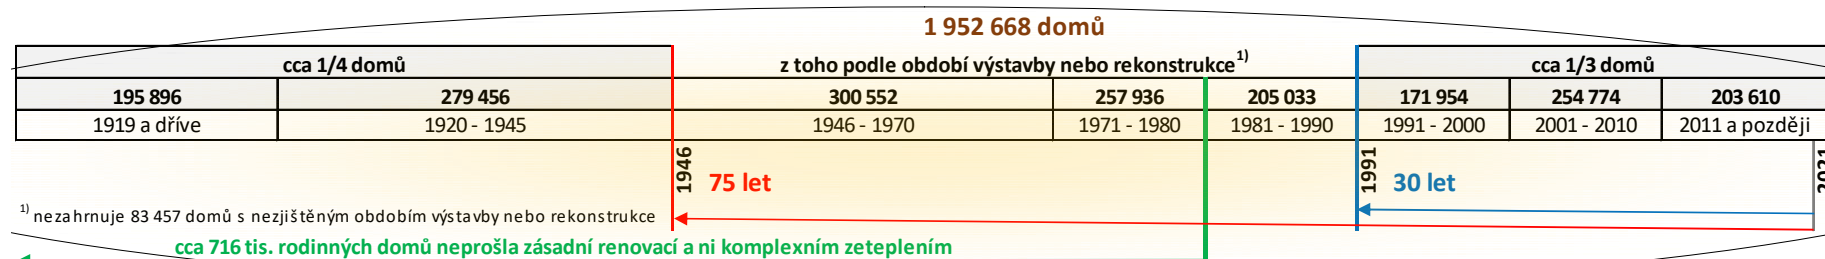 1 952 668 domů
cca 1/4 domů z toho podle období výstavby nebo rekonstrukce1) cca 1/3 domů
195 896 279 456 300 552 257 936 205 033 171 954 254 774 203 610
1919 a dříve 1920 - 1945 1946 - 1970 1971 - 1980 1981 - 1990 1991 - 2000 2001 - 2010 2011 a později
1946 75 let 1991 30 let 2021
1) nezahrnuje 83 457 domů s nezjištěným obdobím výstavby nebo rekonstrukce
cca 716 tis. rodinných domů neprošla zásadní renovací a ni komplexním zeteplením